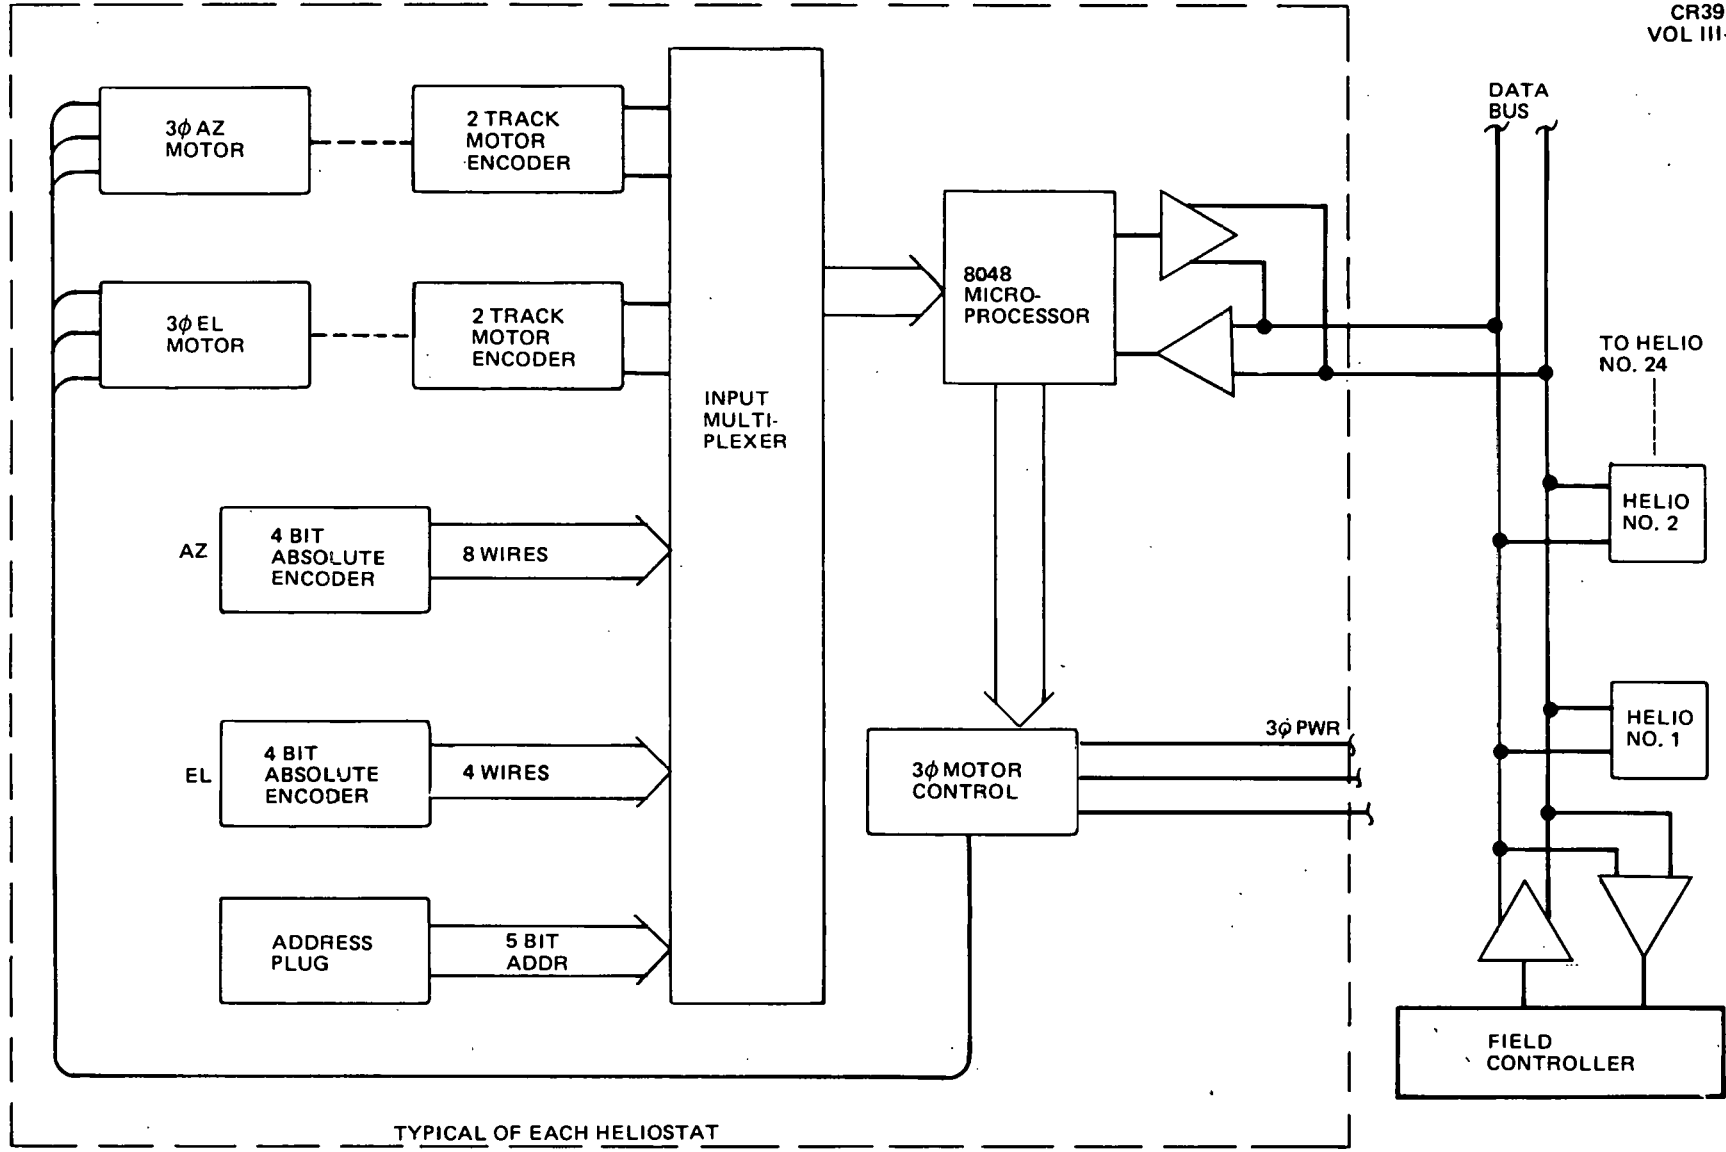 CR39
VOL III-
DATA
BUS
3ϕ AZ
MOTOR
2 TRACK
MOTOR
ENCODER
3ϕ EL
MOTOR
2 TRACK
MOTOR
ENCODER
INPUT
MULTI-
PLEXER
8048
MICRO-
PROCESSOR
TO HELIO
NO. 24
HELIO
NO. 2
AZ
4 BIT
ABSOLUTE
ENCODER
8 WIRES
HELIO
NO. 1
EL
4 BIT
ABSOLUTE
ENCODER
4 WIRES
3ϕ PWR
3ϕ MOTOR
CONTROL
ADDRESS
PLUG
5 BIT
ADDR
FIELD
CONTROLLER
TYPICAL OF EACH HELIOSTAT